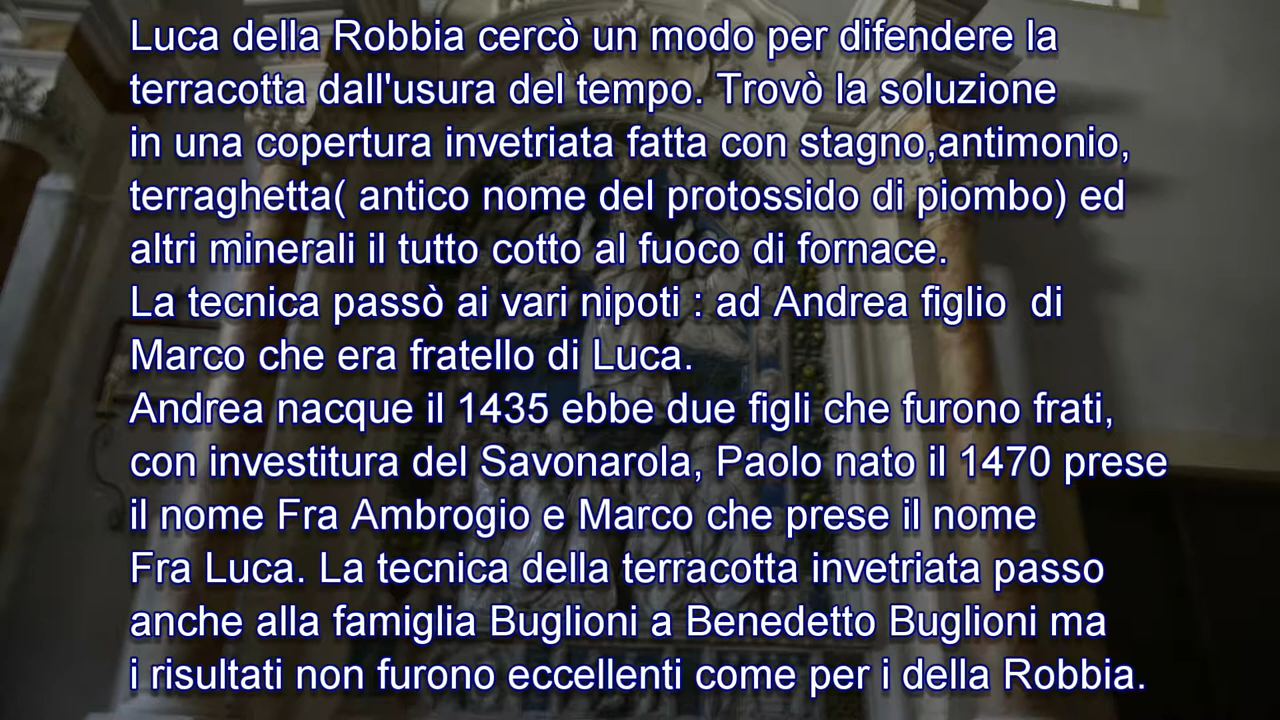 Luca della Robbia cercò un modo per difendere la
terracotta dall'usura del tempo. Trovò la soluzione
in una copertura invetriata fatta con stagno,antimonio,
terraghetta( antico nome del protossido di piombo) ed
altri minerali il tutto cotto al fuoco di fornace.
La tecnica passò ai vari nipoti : ad Andrea figlio  di
Marco che era fratello di Luca.
Andrea nacque il 1435 ebbe due figli che furono frati,
con investitura del Savonarola, Paolo nato il 1470 prese
il nome Fra Ambrogio e Marco che prese il nome
Fra Luca. La tecnica della terracotta invetriata passo
anche alla famiglia Buglioni a Benedetto Buglioni ma
i risultati non furono eccellenti come per i della Robbia.